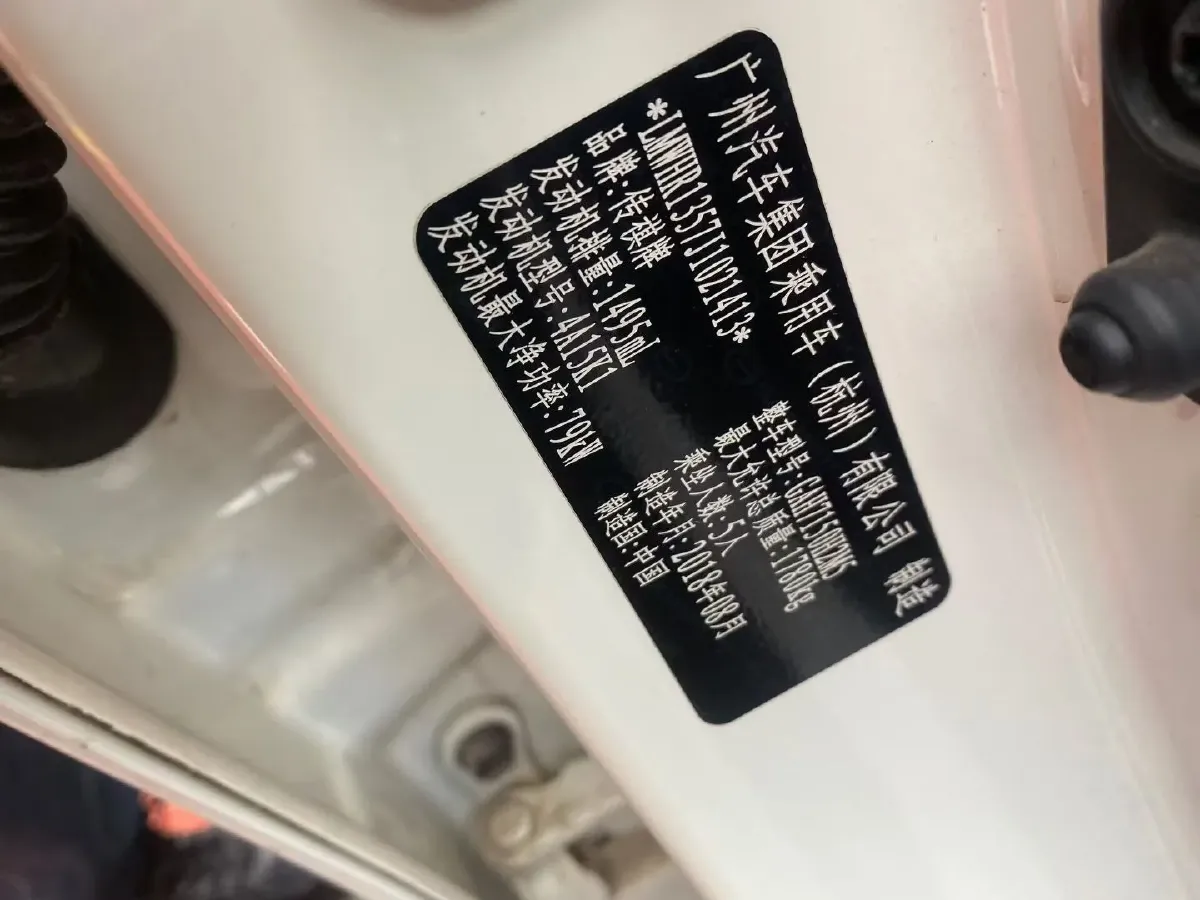 广州汽车集团乘用车(杭州)有限公司 制造
*LMWHR1357J1021413*
品牌:传祺牌 整车型号:GAH7150H2M5
发动机排量:1495mL 最大允许总质量:1780kg
发动机型号:4A15K1 乘坐人数:5人
发动机最大净功率:79kW 制造年月:2018年08月
制造国:中国